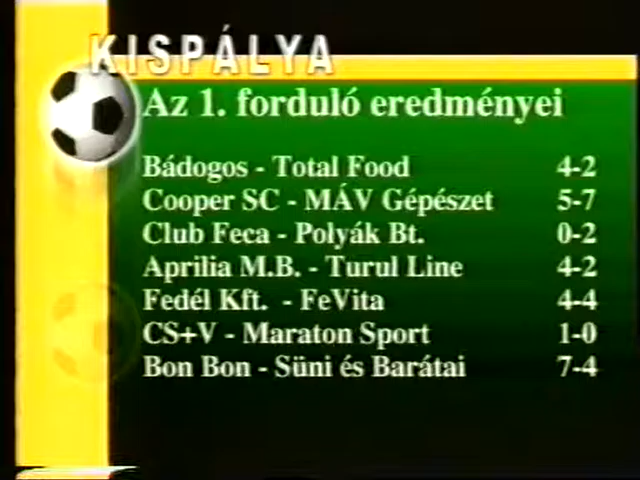 KISPÁLYA
Az 1. forduló eredményei
Bádogos - Total Food 4-2
Cooper SC - MÁV Gépészet 5-7
Club Feca - Polyák Bt. 0-2
Aprilia M.B. - Turul Line 4-2
Fedél Kft. - FeVita 4-4
CS+V - Maraton Sport 1-0
Bon Bon - Süni és Barátai 7-4